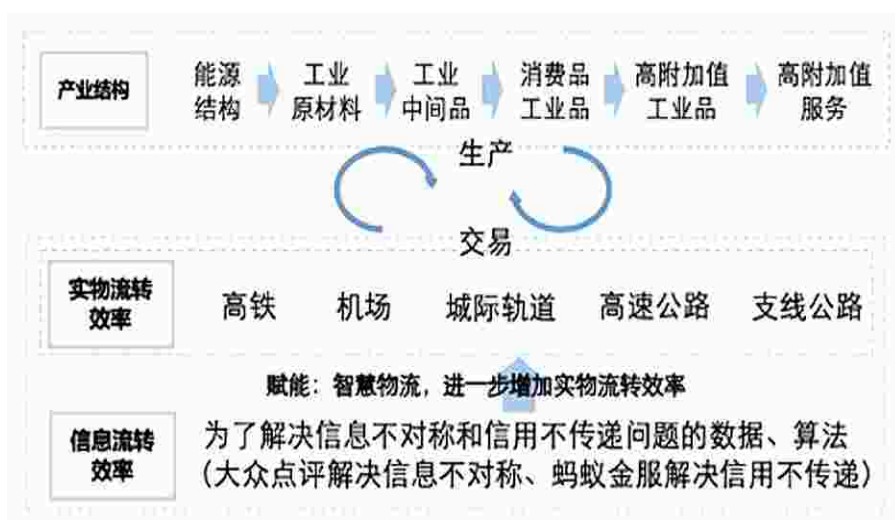 产业结构
能源 工业 工业 消费品 高附加值 高附加值
结构 原材料 中间品 工业品 工业品 服务
生产
交易
实物流转
效率
高铁 机场 城际轨道 高速公路 支线公路
赋能：智慧物流，进一步增加实物流转效率
信息流转
效率
为了解决信息不对称和信用不传递问题的数据、算法
（大众点评解决信息不对称、蚂蚁金服解决信用不传递）